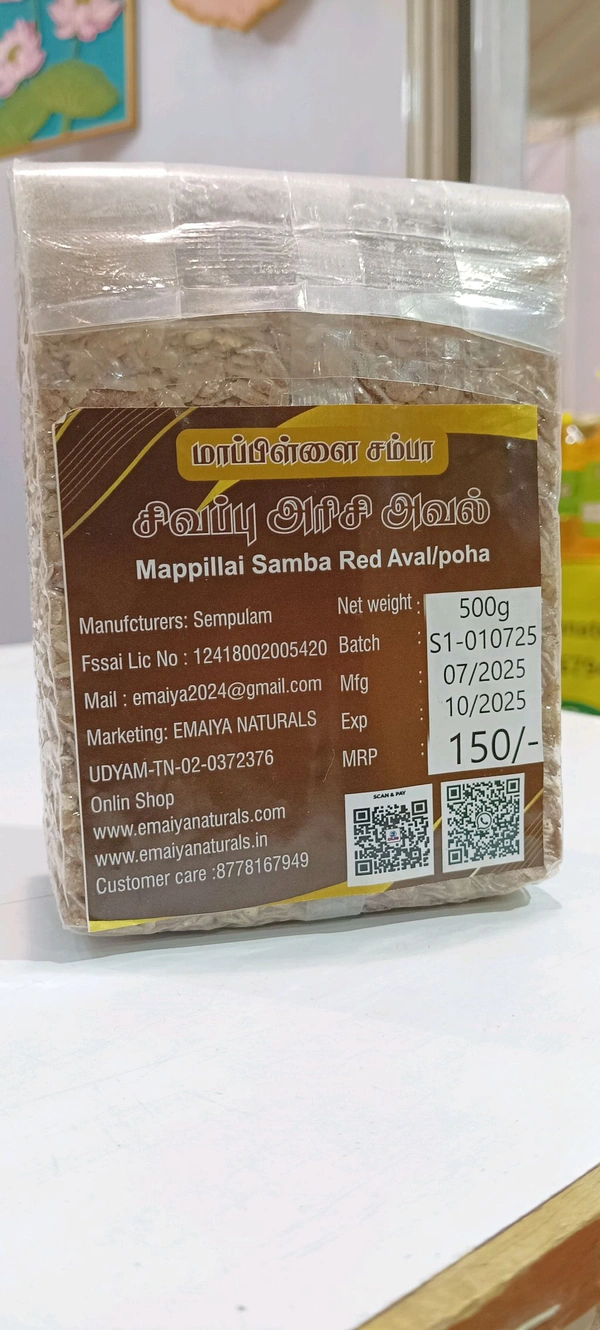 மாப்பிள்ளை சம்பா
சிவப்பு அரிசி அவல்
Mappillai Samba Red Aval/poha
Manufcturers: Sempulam
Fssai Lic No : 12418002005420
Mail : emaiya2024@gmail.com
Marketing: EMAIYA NATURALS
UDYAM-TN-02-0372376
Onlin Shop
www.emaiyanaturals.com
www.emaiyanaturals.in
Customer care :8778167949
Net weight : 500g
Batch : S1-010725
Mfg : 07/2025
Exp : 10/2025
MRP : 150/-
SCAN & PAY